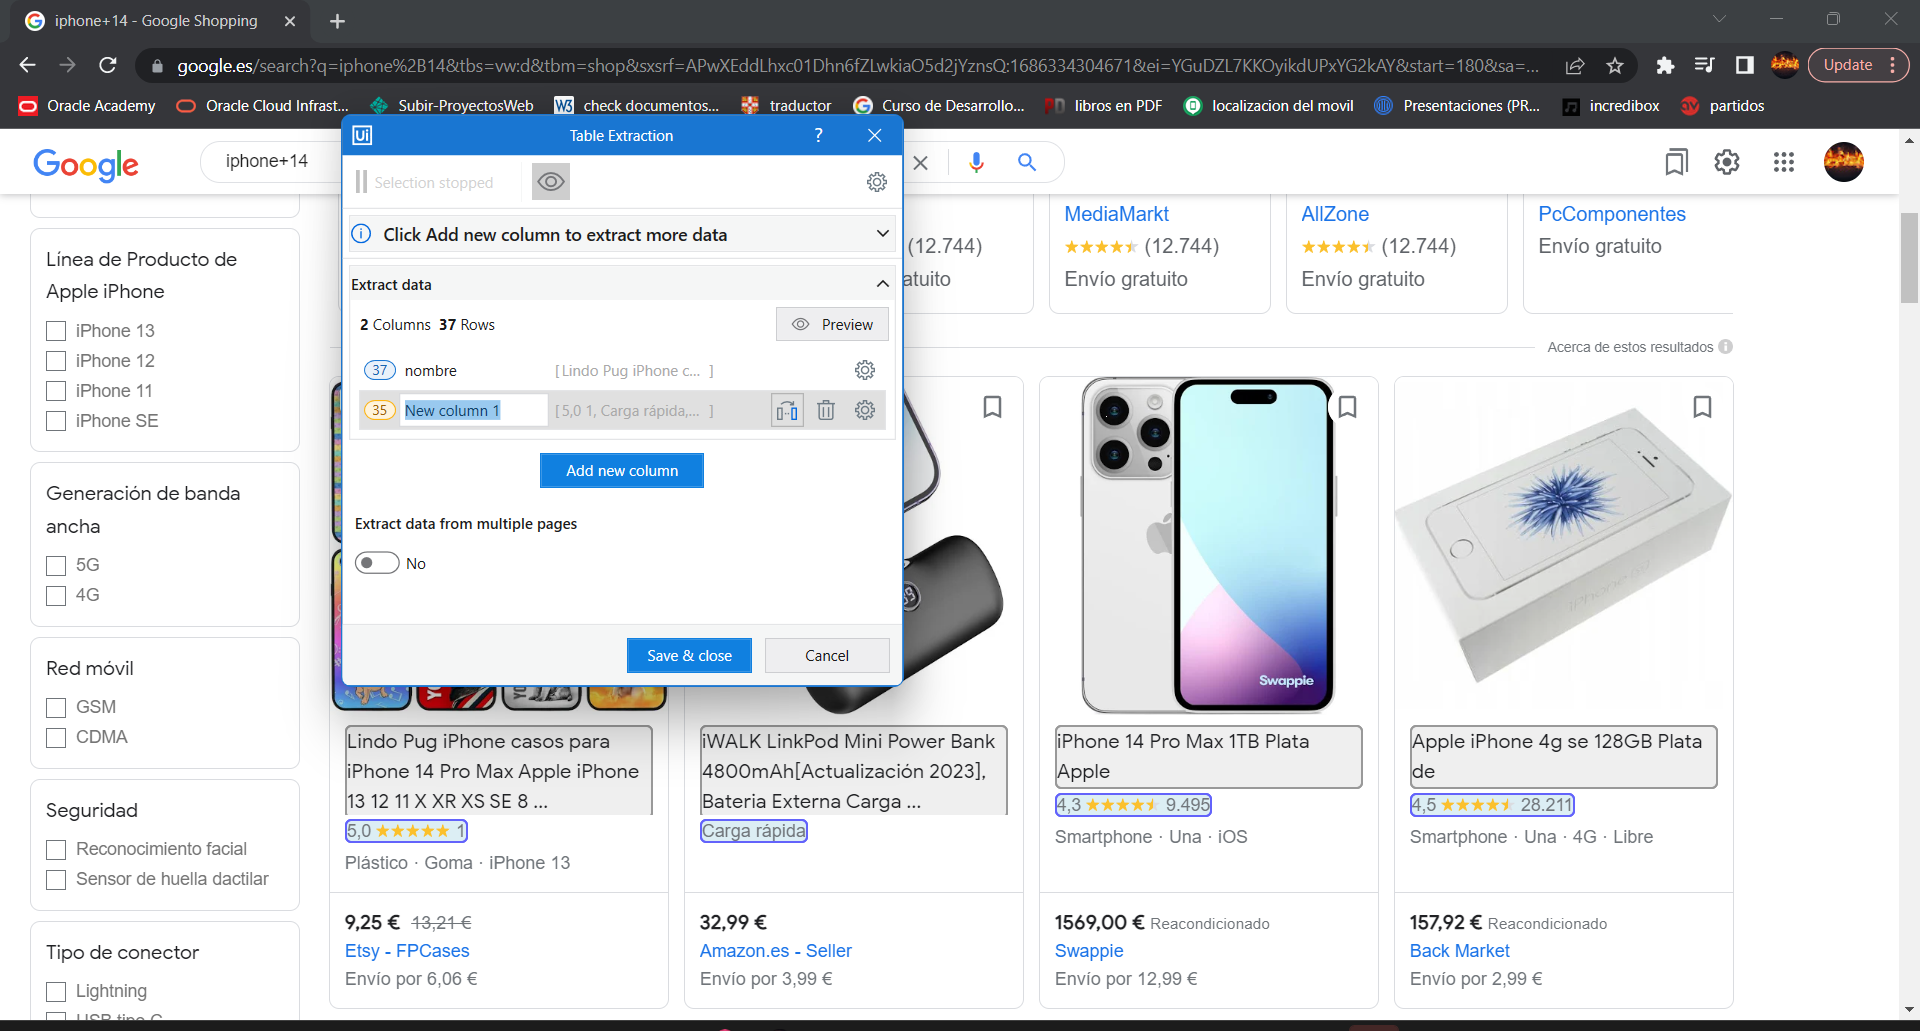 iphone+14 - Google Shopping
google.es/search?q=iphone%2B14&tbs=vw:d&tbm=shop&sxsrf=APwXEddLhxc01Dhn6fZLwkiaO5d2jYznsQ:1686334304671&ei=YGuDZL7KKOyikdUPxYG2kAY&start=180&sa=...
Update
Oracle Academy
Oracle Cloud Infrast...
Subir-ProyectosWeb
W3 check documentos...
traductor
Curso de Desarrollo...
libros en PDF
localizacion del movil
Presentaciones (PR...
incredibox
partidos
Google
iphone+14
Ui Table Extraction ?
Selection stopped
Click Add new column to extract more data
Extract data
2 Columns 37 Rows
Preview
37 nombre [ Lindo Pug iPhone c... ]
35 New column 1 [ 5,0 1, Carga rápida,... ]
Add new column
Extract data from multiple pages
No
Save & close
Cancel
Línea de Producto de
Apple iPhone
iPhone 13
iPhone 12
iPhone 11
iPhone SE
Generación de banda
ancha
5G
4G
Red móvil
GSM
CDMA
Seguridad
Reconocimiento facial
Sensor de huella dactilar
Tipo de conector
Lightning
USB tipo C
(12.744)
atuito
MediaMarkt
(12.744)
Envío gratuito
AllZone
(12.744)
Envío gratuito
PcComponentes
Envío gratuito
Acerca de estos resultados
Swappie
Lindo Pug iPhone casos para
iPhone 14 Pro Max Apple iPhone
13 12 11 X XR XS SE 8 ...
5,0 1
Plástico · Goma · iPhone 13
9,25 € 13,21 €
Etsy - FPCases
Envío por 6,06 €
iWALK LinkPod Mini Power Bank
4800mAh[Actualización 2023],
Bateria Externa Carga ...
Carga rápida
32,99 €
Amazon.es - Seller
Envío por 3,99 €
iPhone 14 Pro Max 1TB Plata
Apple
4,3 9.495
Smartphone · Una · iOS
1569,00 € Reacondicionado
Swappie
Envío por 12,99 €
Apple iPhone 4g se 128GB Plata
de
4,5 28.211
Smartphone · Una · 4G · Libre
157,92 € Reacondicionado
Back Market
Envío por 2,99 €